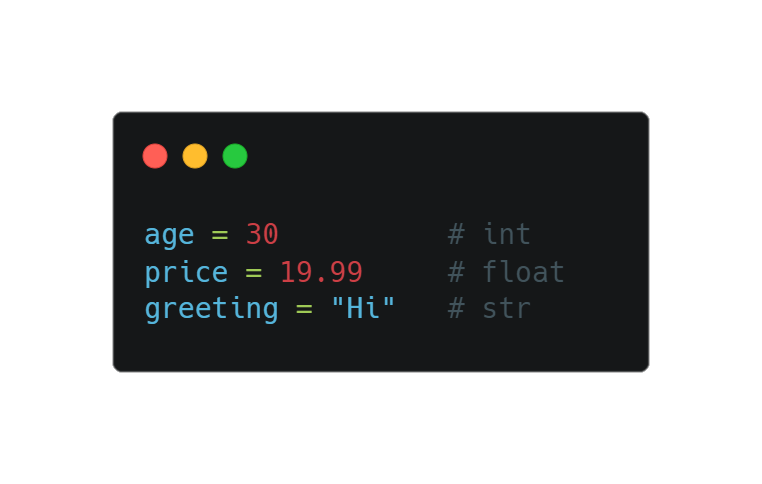 age = 30          # int
price = 19.99     # float
greeting = "Hi"   # str